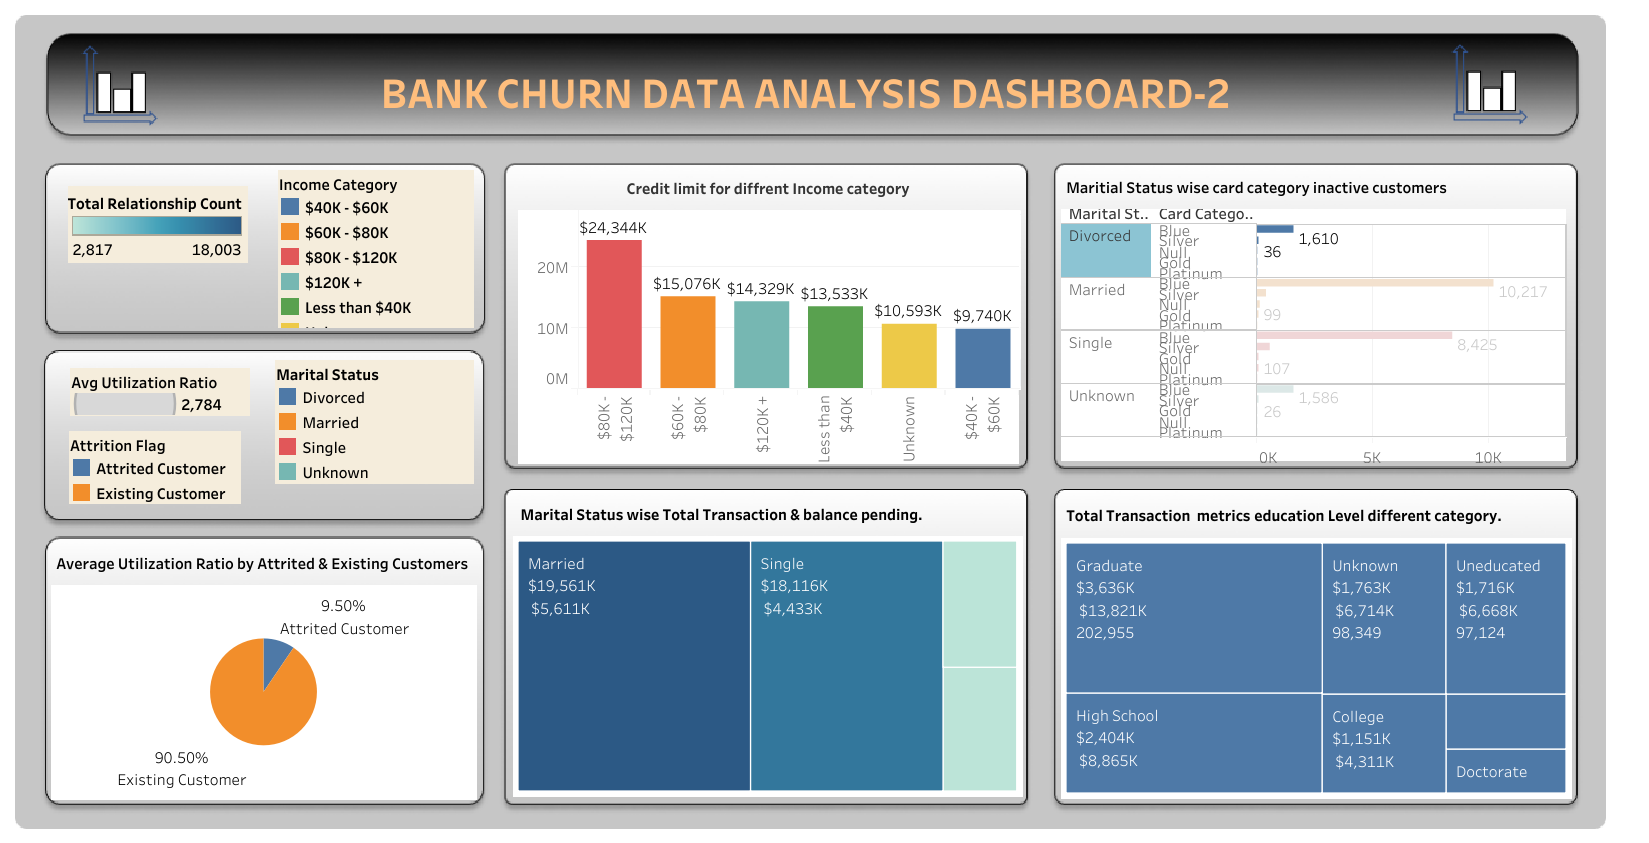 BANK CHURN DATA ANALYSIS DASHBOARD-2
Total Relationship Count
2,817 18,003
Income Category
$40K - $60K
$60K - $80K
$80K - $120K
$120K +
Less than $40K
Avg Utilization Ratio
2,784
Attrition Flag
Attrited Customer
Existing Customer
Marital Status
Divorced
Married
Single
Unknown
Average Utilization Ratio by Attrited & Existing Customers
9.50%
Attrited Customer
90.50%
Existing Customer
Credit limit for diffrent Income category
$24,344K
$15,076K
$14,329K
$13,533K
$10,593K
$9,740K
20M
10M
0M
$80K -
$120K
$60K -
$80K
$120K +
Less than
$40K
Unknown
$40K -
$60K
Maritial Status wise card category inactive customers
Marital St.. Card Catego..
Divorced
Blue
Silver
Null
Gold
Platinum
1,610
36
Married
Blue
Silver
Null
Gold
Platinum
10,217
99
Single
Blue
Silver
Gold
Null
Platinum
8,425
107
Unknown
Blue
Silver
Gold
Null
Platinum
1,586
26
0K 5K 10K
Marital Status wise Total Transaction & balance pending.
Married
$19,561K
$5,611K
Single
$18,116K
$4,433K
Total Transaction metrics education Level different category.
Graduate
$3,636K
$13,821K
202,955
Unknown
$1,763K
$6,714K
98,349
Uneducated
$1,716K
$6,668K
97,124
High School
$2,404K
$8,865K
College
$1,151K
$4,311K
Doctorate